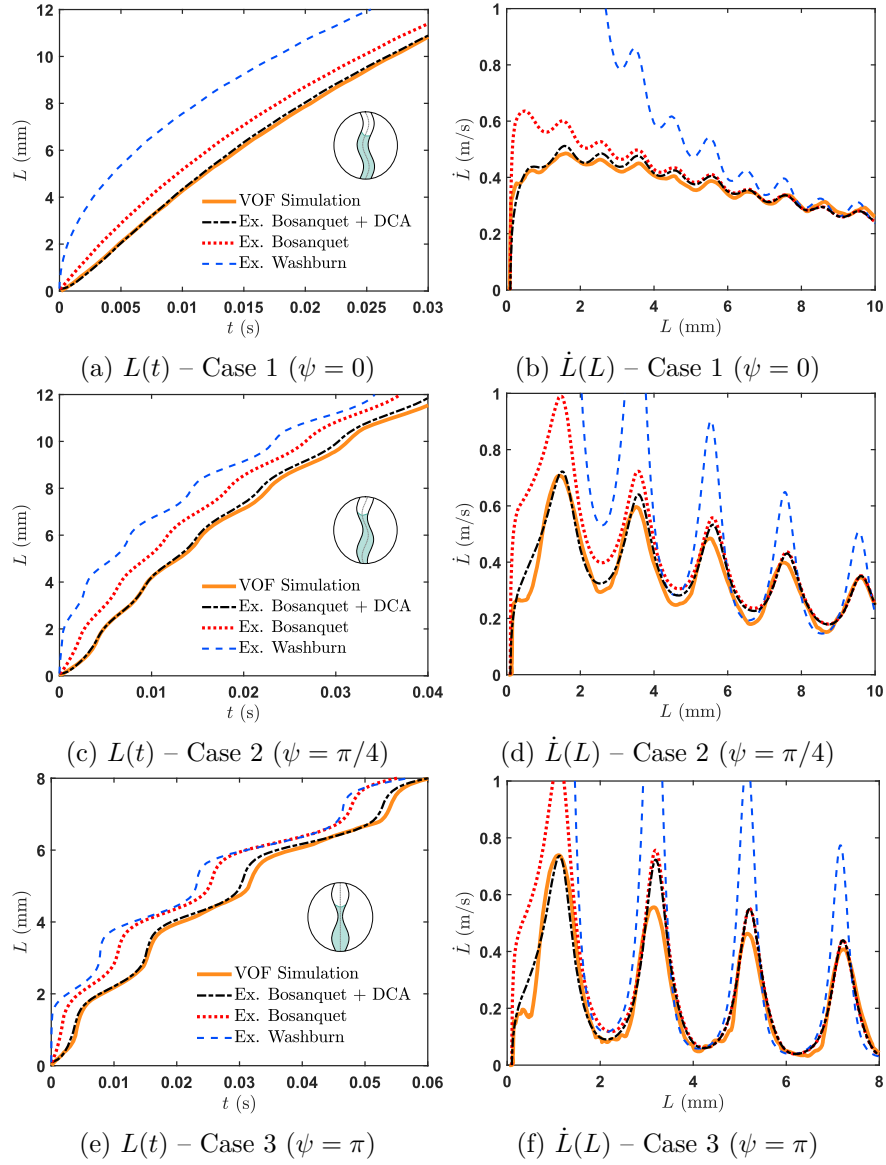 12
10
8
6
4
2
0
L (mm)
VOF Simulation
Ex. Bosanquet + DCA
Ex. Bosanquet
Ex. Washburn
0 0.005 0.01 0.015 0.02 0.025 0.03
t (s)
(a) L(t) – Case 1 (ψ = 0)
1
0.8
0.6
0.4
0.2
0
L̇ (m/s)
0 2 4 6 8 10
L (mm)
(b) L̇(L) – Case 1 (ψ = 0)
12
10
8
6
4
2
0
L (mm)
VOF Simulation
Ex. Bosanquet + DCA
Ex. Bosanquet
Ex. Washburn
0 0.01 0.02 0.03 0.04
t (s)
(c) L(t) – Case 2 (ψ = π/4)
1
0.8
0.6
0.4
0.2
0
L̇ (m/s)
0 2 4 6 8 10
L (mm)
(d) L̇(L) – Case 2 (ψ = π/4)
8
6
4
2
0
L (mm)
VOF Simulation
Ex. Bosanquet + DCA
Ex. Bosanquet
Ex. Washburn
0 0.01 0.02 0.03 0.04 0.05 0.06
t (s)
(e) L(t) – Case 3 (ψ = π)
1
0.8
0.6
0.4
0.2
0
L̇ (m/s)
0 2 4 6 8
L (mm)
(f) L̇(L) – Case 3 (ψ = π)